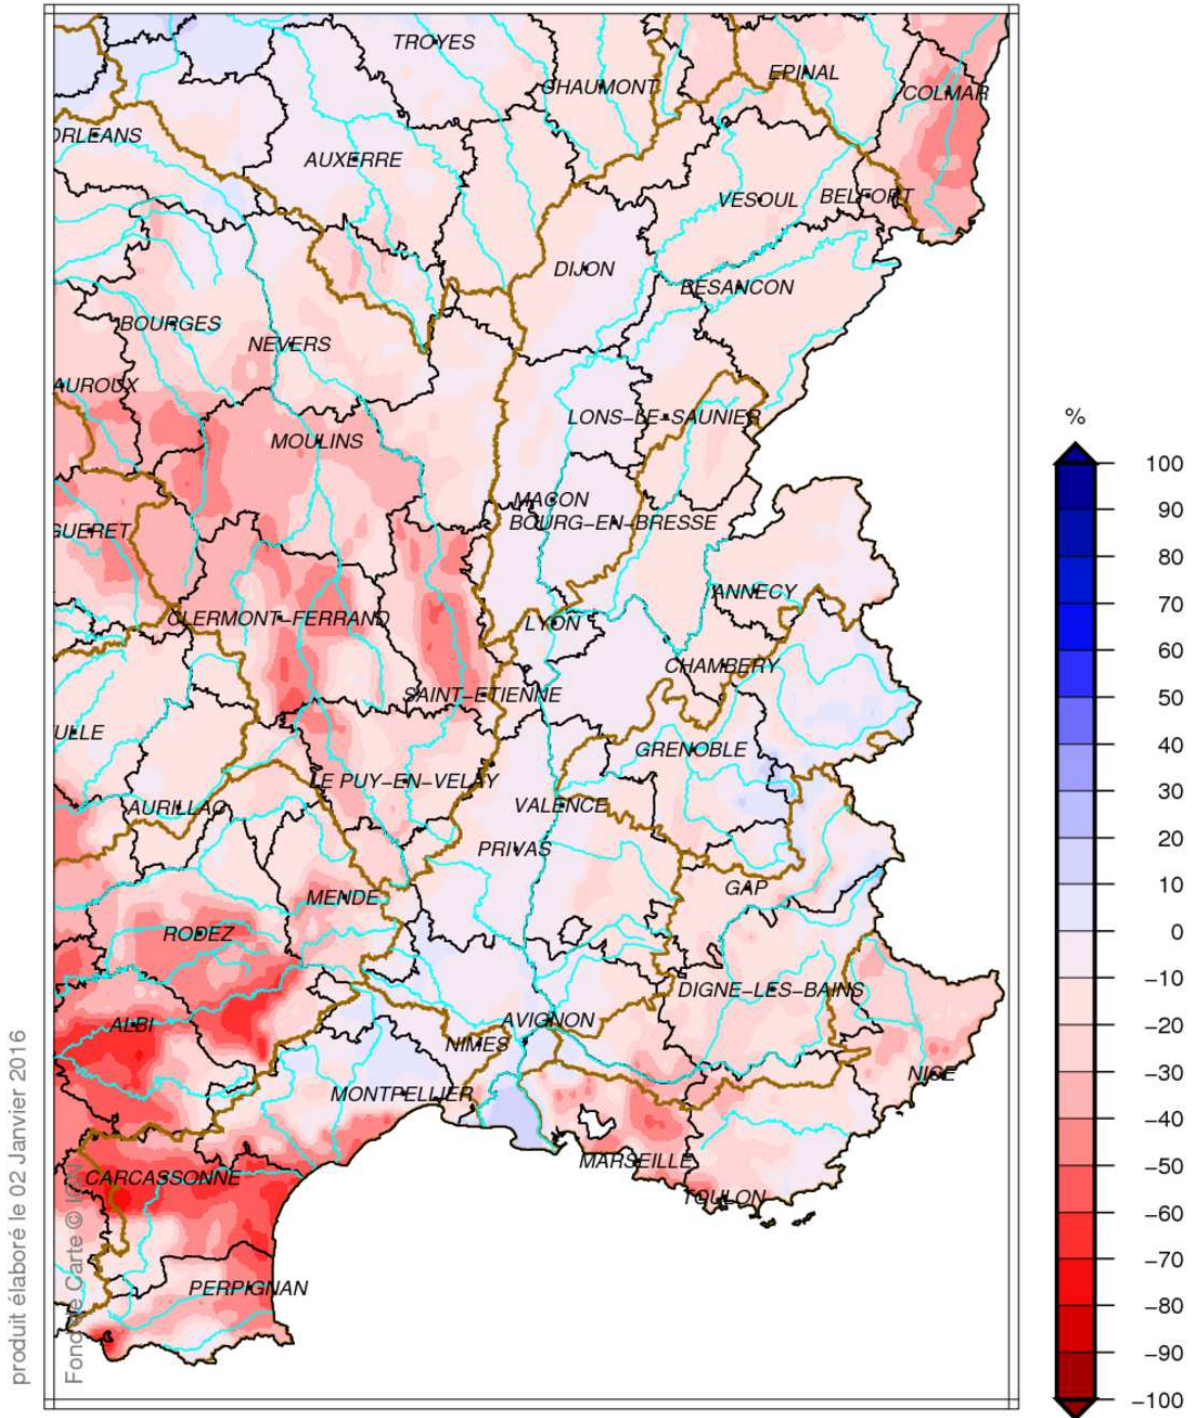 TROYES
EPINAL
CHAUMONT
COLMAR
ORLEANS
AUXERRE
VESOUL
BELFORT
DIJON
BESANCON
BOURGES
NEVERS
AUROUX
LONS-LE-SAUNIER
MOULINS
MACON
BOURG-EN-BRESSE
GUERET
ANNECY
CLERMONT-FERRAND
LYON
CHAMBERY
SAINT-ETIENNE
ULLE
GRENOBLE
LE PUY-EN-VELAY
VALENCE
AURILLAC
PRIVAS
GAP
MENDE
RODEZ
DIGNE-LES-BAINS
ALBI
AVIGNON
NIMES
NICE
MONTPELLIER
MARSEILLE
CARCASSONNE
TOULON
PERPIGNAN
produit élaboré le 02 Janvier 2016
Fond de Carte © IGN
%
100
90
80
70
60
50
40
30
20
10
0
-10
-20
-30
-40
-50
-60
-70
-80
-90
-100